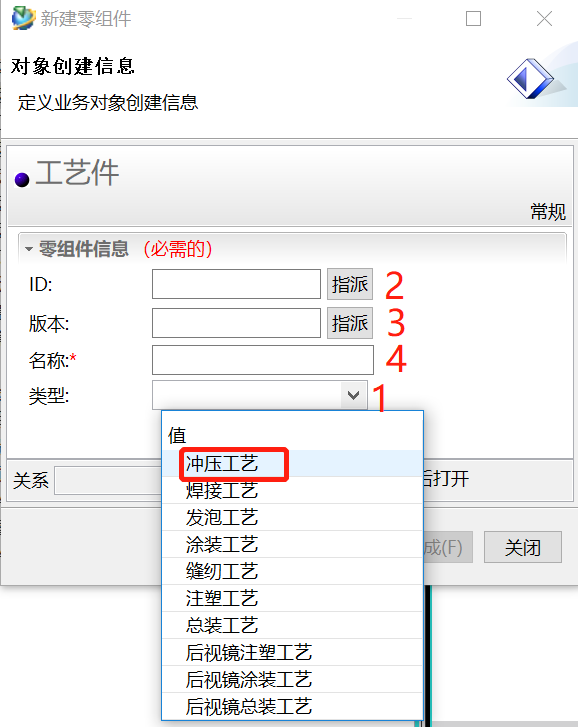 新建零组件
对象创建信息
定义业务对象创建信息
工艺件
常规
零组件信息 (必需的)
ID: 指派 2
版本: 指派 3
名称:* 4
类型: 1
值
冲压工艺
关系 后打开
焊接工艺
发泡工艺
涂装工艺
成(F) 关闭
缝纫工艺
注塑工艺
总装工艺
后视镜注塑工艺
后视镜涂装工艺
后视镜总装工艺